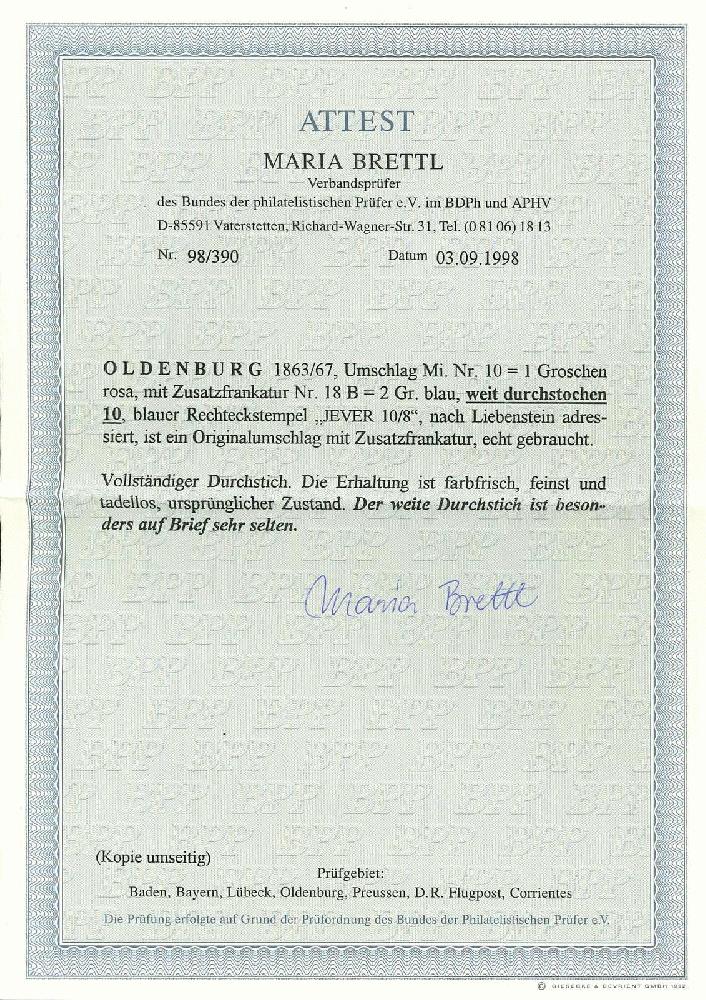 ATTEST
MARIA BRETTL
Verbandsprüfer
des Bundes der philatelistischen Prüfer e.V. im BDPh und APHV
D-85591 Vaterstetten, Richard-Wagner-Str. 31, Tel. (0 81 06) 18 13
Nr. 98/390 Datum 03.09.1998
OLDENBURG 1863/67, Umschlag Mi. Nr. 10 = 1 Groschen
rosa, mit Zusatzfrankatur Nr. 18 B = 2 Gr. blau, weit durchstochen
10, blauer Rechteckstempel „JEVER 10/8“, nach Liebenstein adres-
siert, ist ein Originalumschlag mit Zusatzfrankatur, echt gebraucht.
Vollständiger Durchstich. Die Erhaltung ist farbfrisch, feinst und
tadellos, ursprünglicher Zustand. Der weite Durchstich ist beson-
ders auf Brief sehr selten.
Maria Brettl
(Kopie umseitig)
Prüfgebiet:
Baden, Bayern, Lübeck, Oldenburg, Preussen, D.R. Flugpost, Corrientes
Die Prüfung erfolgte auf Grund der Prüfordnung des Bundes der Philatelistischen Prüfer e.V.
© GIESECKE & DEVRIENT GMBH